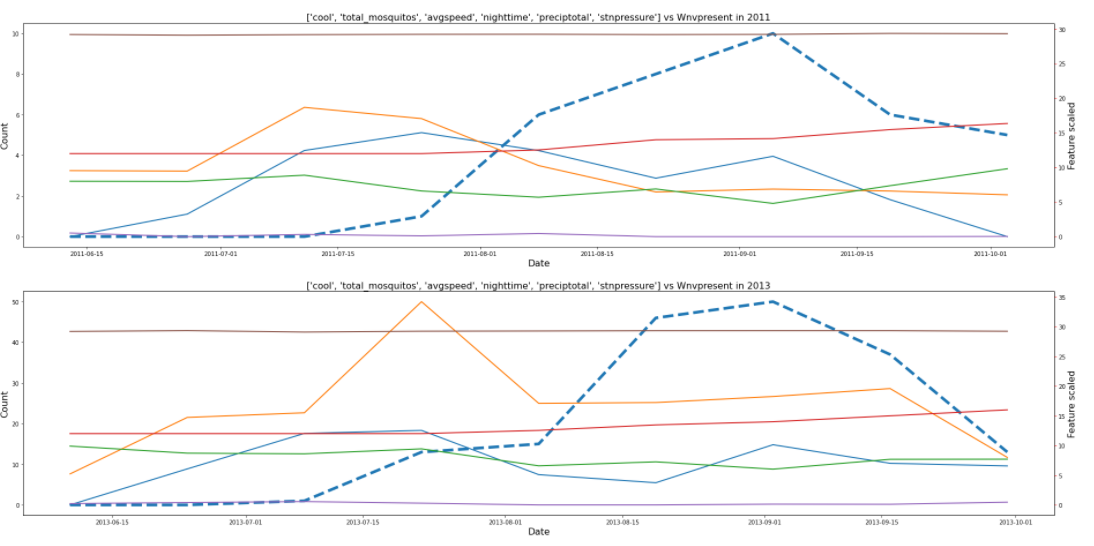 ['cool', 'total_mosquitos', 'avgspeed', 'nighttime', 'preciptotal', 'stnpressure'] vs Wnvpresent in 2011
10
8
6
4
2
0
Count
30
25
20
15
10
5
0
Feature scaled
2011-06-15 2011-07-01 2011-07-15 2011-08-01 2011-08-15 2011-09-01 2011-09-15 2011-10-01
Date
['cool', 'total_mosquitos', 'avgspeed', 'nighttime', 'preciptotal', 'stnpressure'] vs Wnvpresent in 2013
50
40
30
20
10
0
Count
35
30
25
20
15
10
5
0
Feature scaled
2013-06-15 2013-07-01 2013-07-15 2013-08-01 2013-08-15 2013-09-01 2013-09-15 2013-10-01
Date